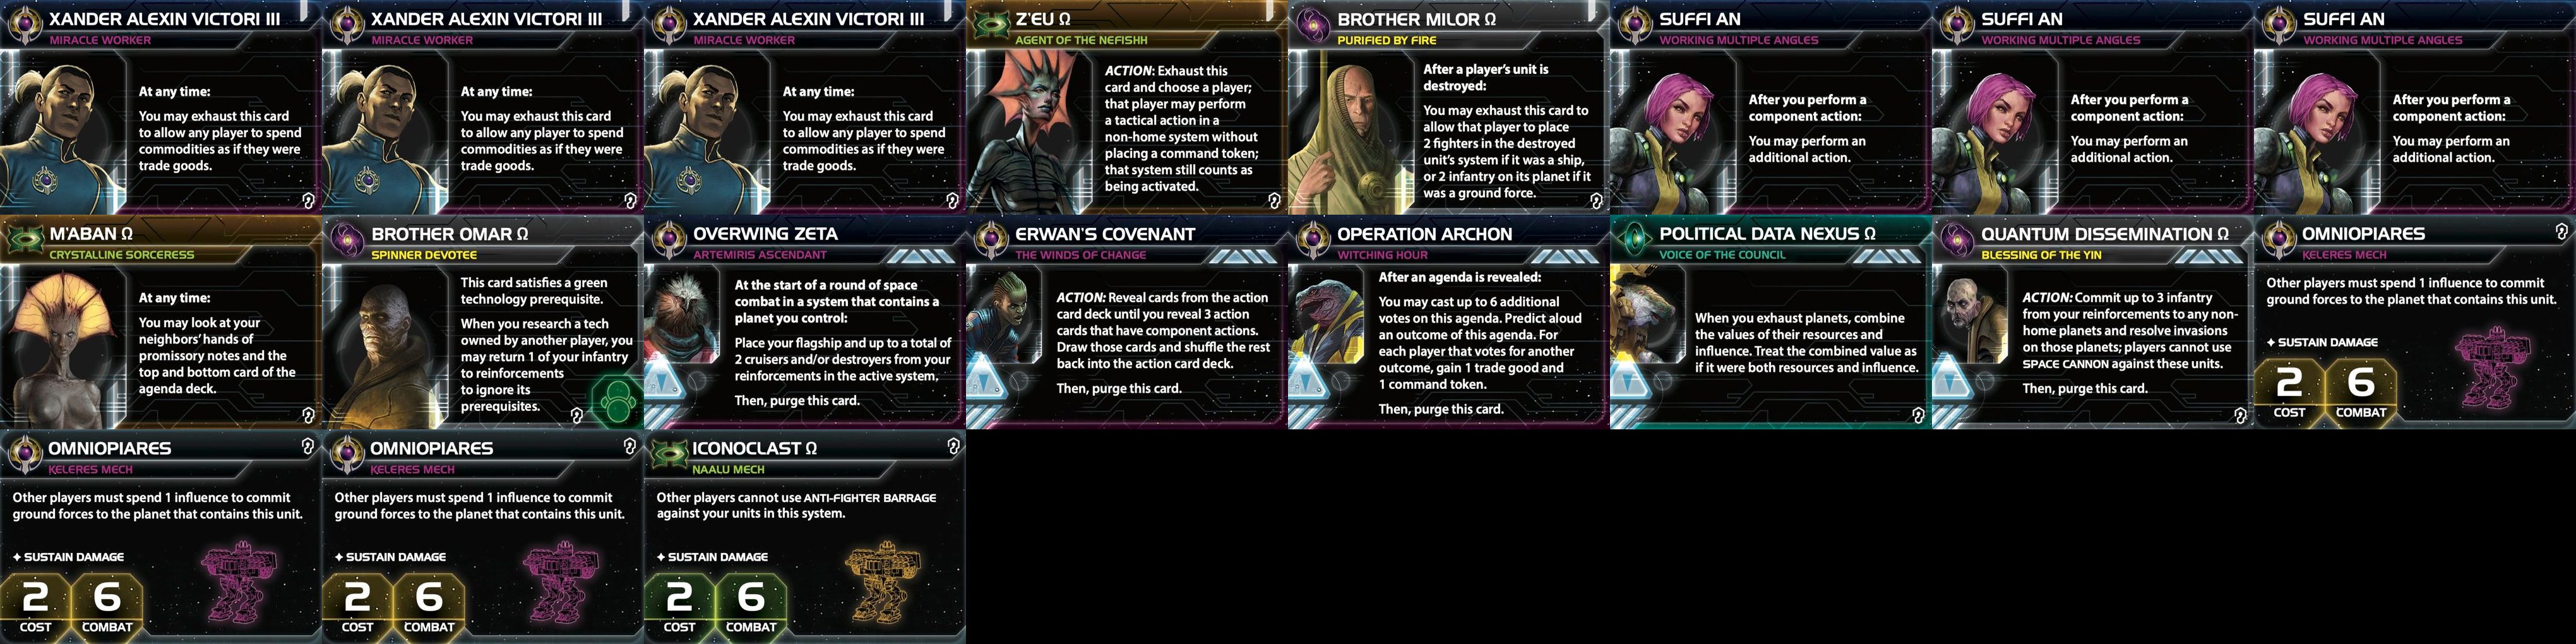 XANDER ALEXIN VICTORI III
MIRACLE WORKER
At any time:
You may exhaust this card
to allow any player to spend
commodities as if they were
trade goods.
XANDER ALEXIN VICTORI III
MIRACLE WORKER
At any time:
You may exhaust this card
to allow any player to spend
commodities as if they were
trade goods.
XANDER ALEXIN VICTORI III
MIRACLE WORKER
At any time:
You may exhaust this card
to allow any player to spend
commodities as if they were
trade goods.
Z'EU Ω
AGENT OF THE NEFISHH
ACTION: Exhaust this
card and choose a player;
that player may perform
a tactical action in a
non-home system without
placing a command token;
that system still counts as
being activated.
BROTHER MILOR Ω
PURIFIED BY FIRE
After a player's unit is
destroyed:
You may exhaust this card to
allow that player to place
2 fighters in the destroyed
unit's system if it was a ship,
or 2 infantry on its planet if it
was a ground force.
SUFFI AN
WORKING MULTIPLE ANGLES
After you perform a
component action:
You may perform an
additional action.
SUFFI AN
WORKING MULTIPLE ANGLES
After you perform a
component action:
You may perform an
additional action.
SUFFI AN
WORKING MULTIPLE ANGLES
After you perform a
component action:
You may perform an
additional action.
M'ABAN Ω
CRYSTALLINE SORCERESS
At any time:
You may look at your
neighbors' hands of
promissory notes and the
top and bottom card of the
agenda deck.
BROTHER OMAR Ω
SPINNER DEVOTEE
This card satisfies a green
technology prerequisite.
When you research a tech
owned by another player, you
may return 1 of your infantry
to reinforcements
to ignore its
prerequisites.
OVERWING ZETA
ARTEMIRIS ASCENDANT
At the start of a round of space
combat in a system that contains a
planet you control:
Place your flagship and up to a total of
2 cruisers and/or destroyers from your
reinforcements in the active system.
Then, purge this card.
ERWAN'S COVENANT
THE WINDS OF CHANGE
ACTION: Reveal cards from the action
card deck until you reveal 3 action
cards that have component actions.
Draw those cards and shuffle the rest
back into the action card deck.
Then, purge this card.
OPERATION ARCHON
WITCHING HOUR
After an agenda is revealed:
You may cast up to 6 additional
votes on this agenda. Predict aloud
an outcome of this agenda. For
each player that votes for another
outcome, gain 1 trade good and
1 command token.
Then, purge this card.
POLITICAL DATA NEXUS Ω
VOICE OF THE COUNCIL
When you exhaust planets, combine
the values of their resources and
influence. Treat the combined value as
if it were both resources and influence.
QUANTUM DISSEMINATION Ω
BLESSING OF THE YIN
ACTION: Commit up to 3 infantry
from your reinforcements to any non-
home planets and resolve invasions
on those planets; players cannot use
SPACE CANNON against these units.
Then, purge this card.
OMNIOPIARES
KELERES MECH
Other players must spend 1 influence to commit
ground forces to the planet that contains this unit.
✦ SUSTAIN DAMAGE
2 6
COST COMBAT
OMNIOPIARES
KELERES MECH
Other players must spend 1 influence to commit
ground forces to the planet that contains this unit.
✦ SUSTAIN DAMAGE
2 6
COST COMBAT
OMNIOPIARES
KELERES MECH
Other players must spend 1 influence to commit
ground forces to the planet that contains this unit.
✦ SUSTAIN DAMAGE
2 6
COST COMBAT
ICONOCLAST Ω
NAALU MECH
Other players cannot use ANTI-FIGHTER BARRAGE
against your units in this system.
✦ SUSTAIN DAMAGE
2 6
COST COMBAT